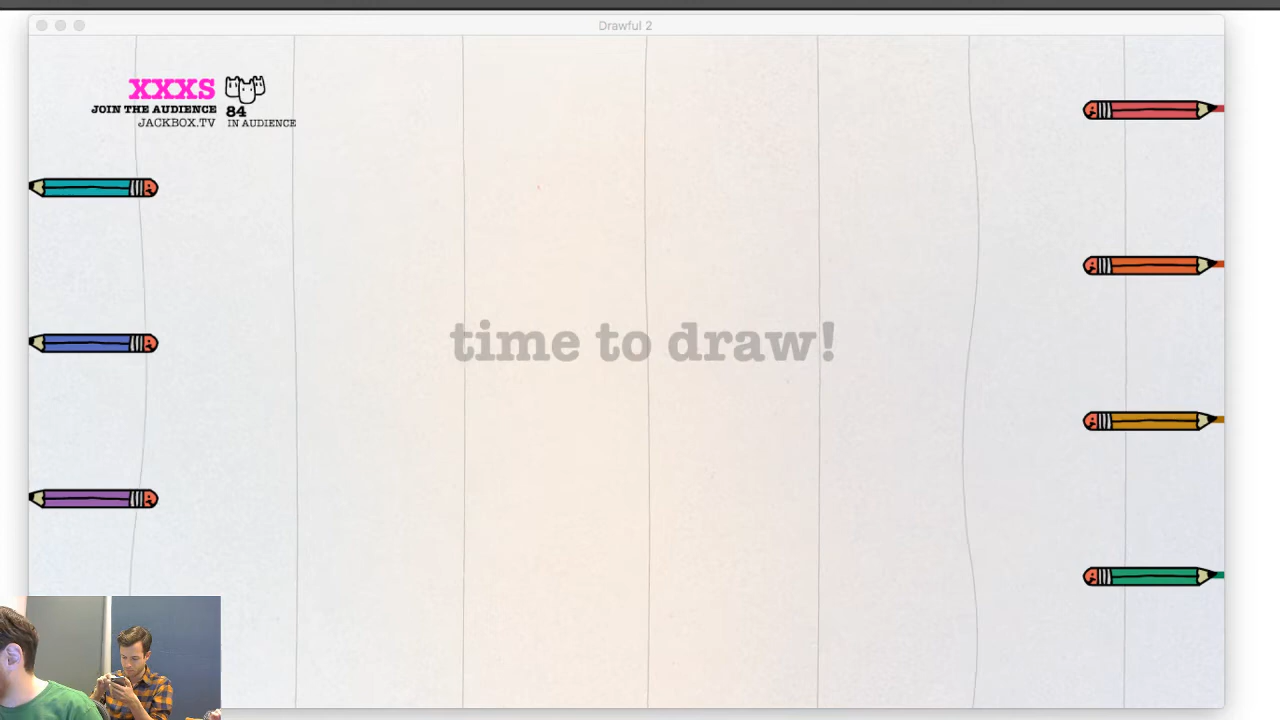 Drawful 2
XXXS
JOIN THE AUDIENCE
JACKBOX.TV
84
IN AUDIENCE
time to draw!